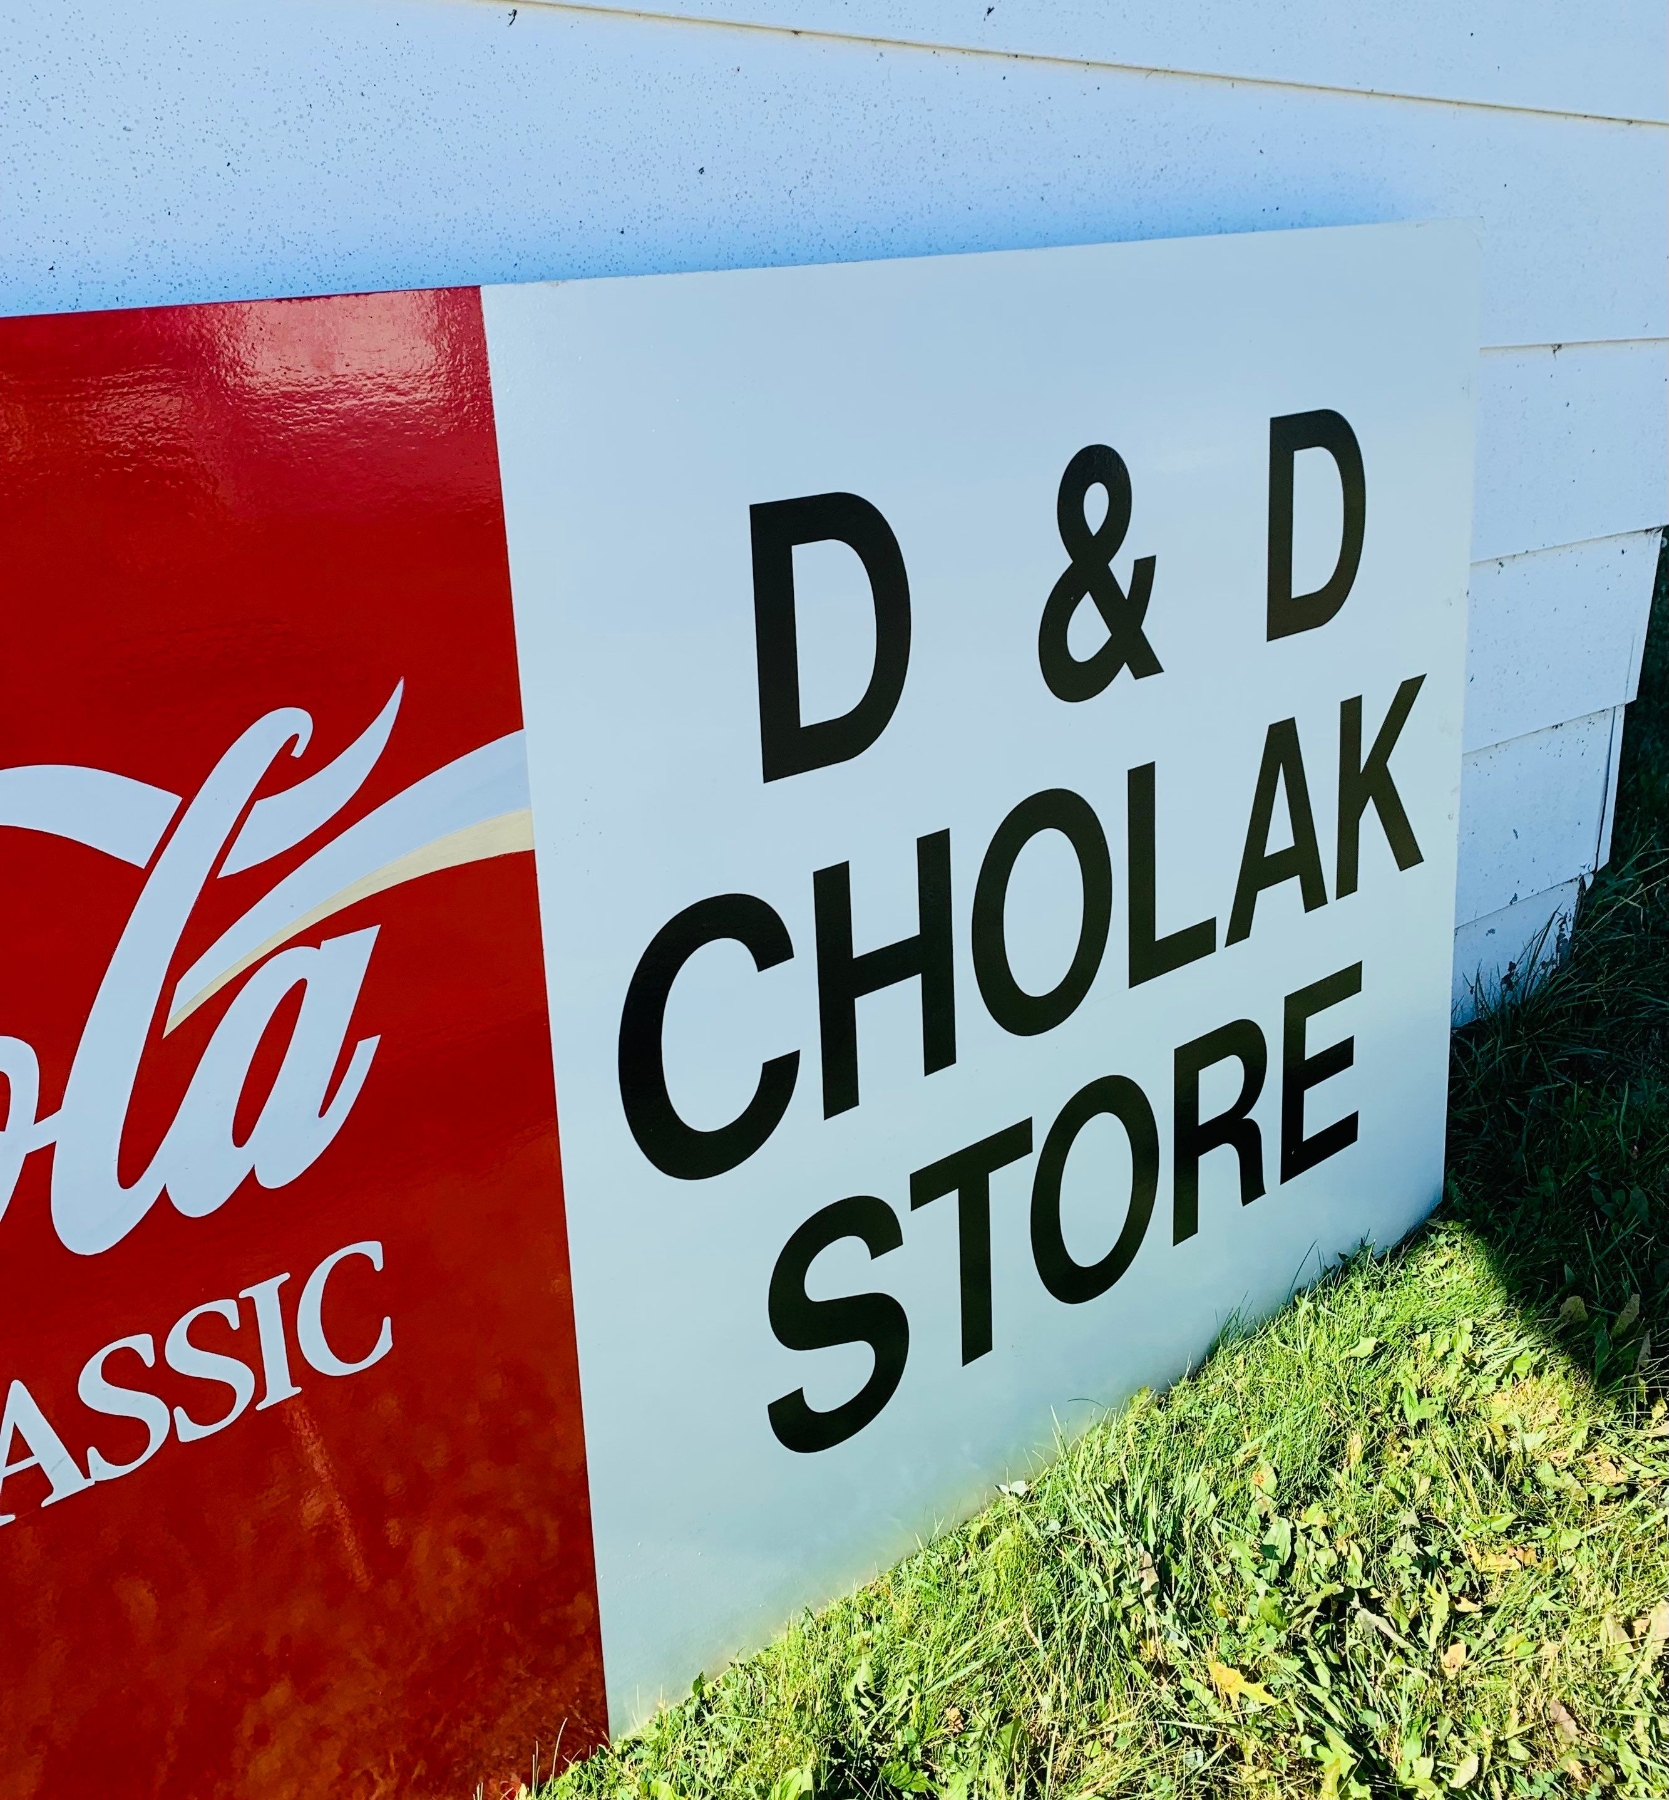 ola
ASSIC
D & D
CHOLAK
STORE